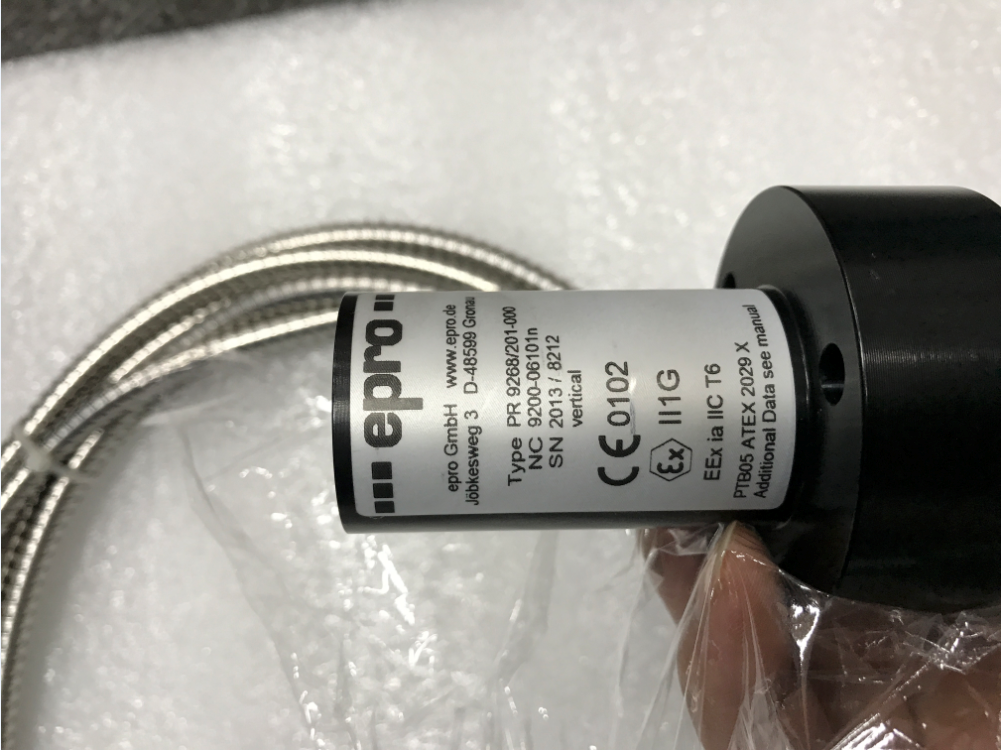 epro
epro GmbH www.epro.de
Jöbkesweg 3 D-48599 Gronau
Type PR 9268/201-000
NC 9200-06101n
SN 2013 / 8212
vertical
CE 0102
Ex II1G
EEx ia IIC T6
PTB05 ATEX 2029 X
Additional Data see manual